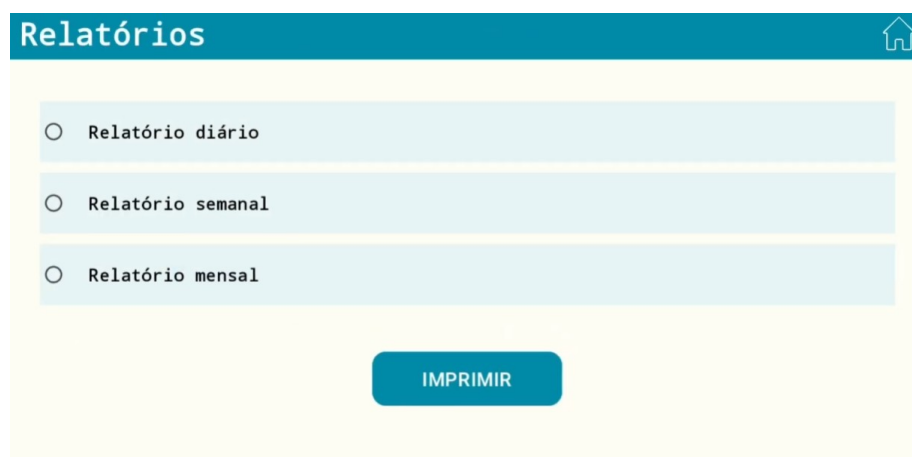 Relatórios
Relatório diário
Relatório semanal
Relatório mensal
IMPRIMIR